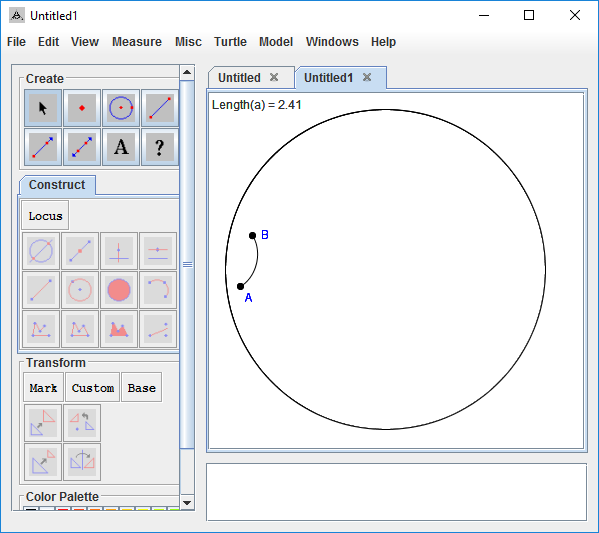 Untitled1
File Edit View Measure Misc Turtle Model Windows Help
Create
A ?
Construct
Locus
Transform
Mark Custom Base
Color Palette
Untitled Untitled1
Length(a) = 2.41
B
A